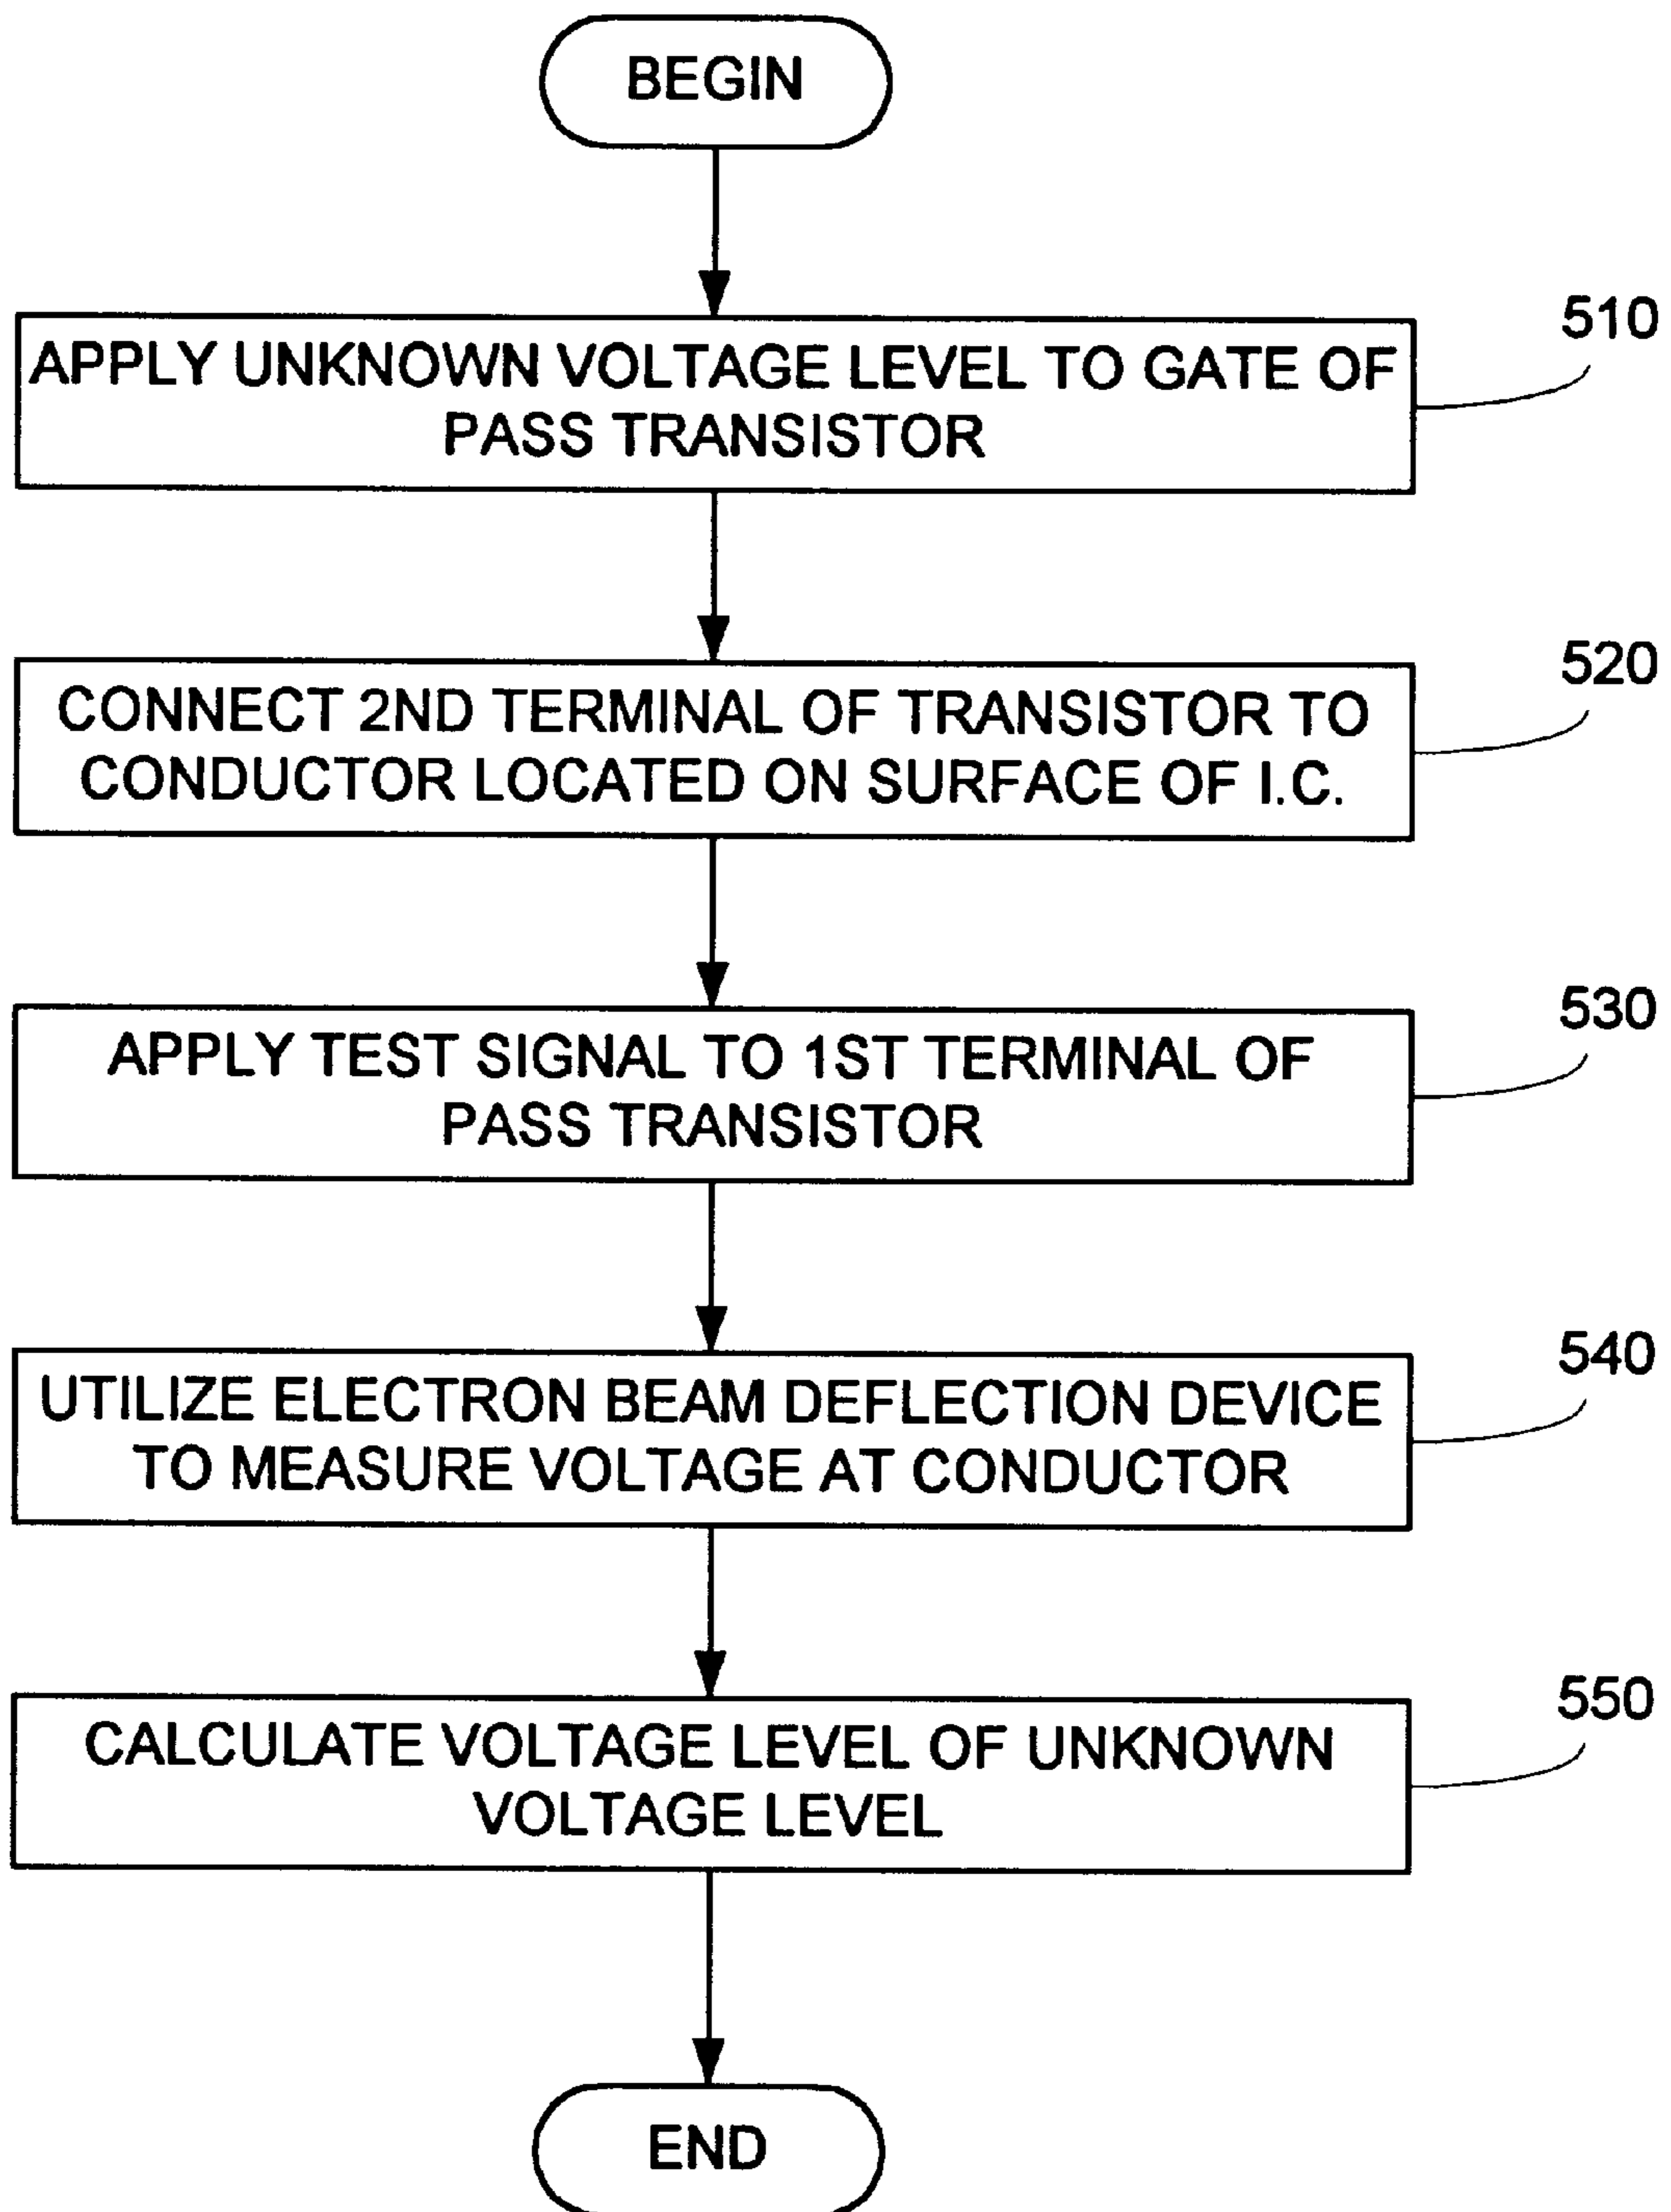 BEGIN
510
APPLY UNKNOWN VOLTAGE LEVEL TO GATE OF
PASS TRANSISTOR
520
CONNECT 2ND TERMINAL OF TRANSISTOR TO
CONDUCTOR LOCATED ON SURFACE OF I.C.
530
APPLY TEST SIGNAL TO 1ST TERMINAL OF
PASS TRANSISTOR
540
UTILIZE ELECTRON BEAM DEFLECTION DEVICE
TO MEASURE VOLTAGE AT CONDUCTOR
550
CALCULATE VOLTAGE LEVEL OF UNKNOWN
VOLTAGE LEVEL
END